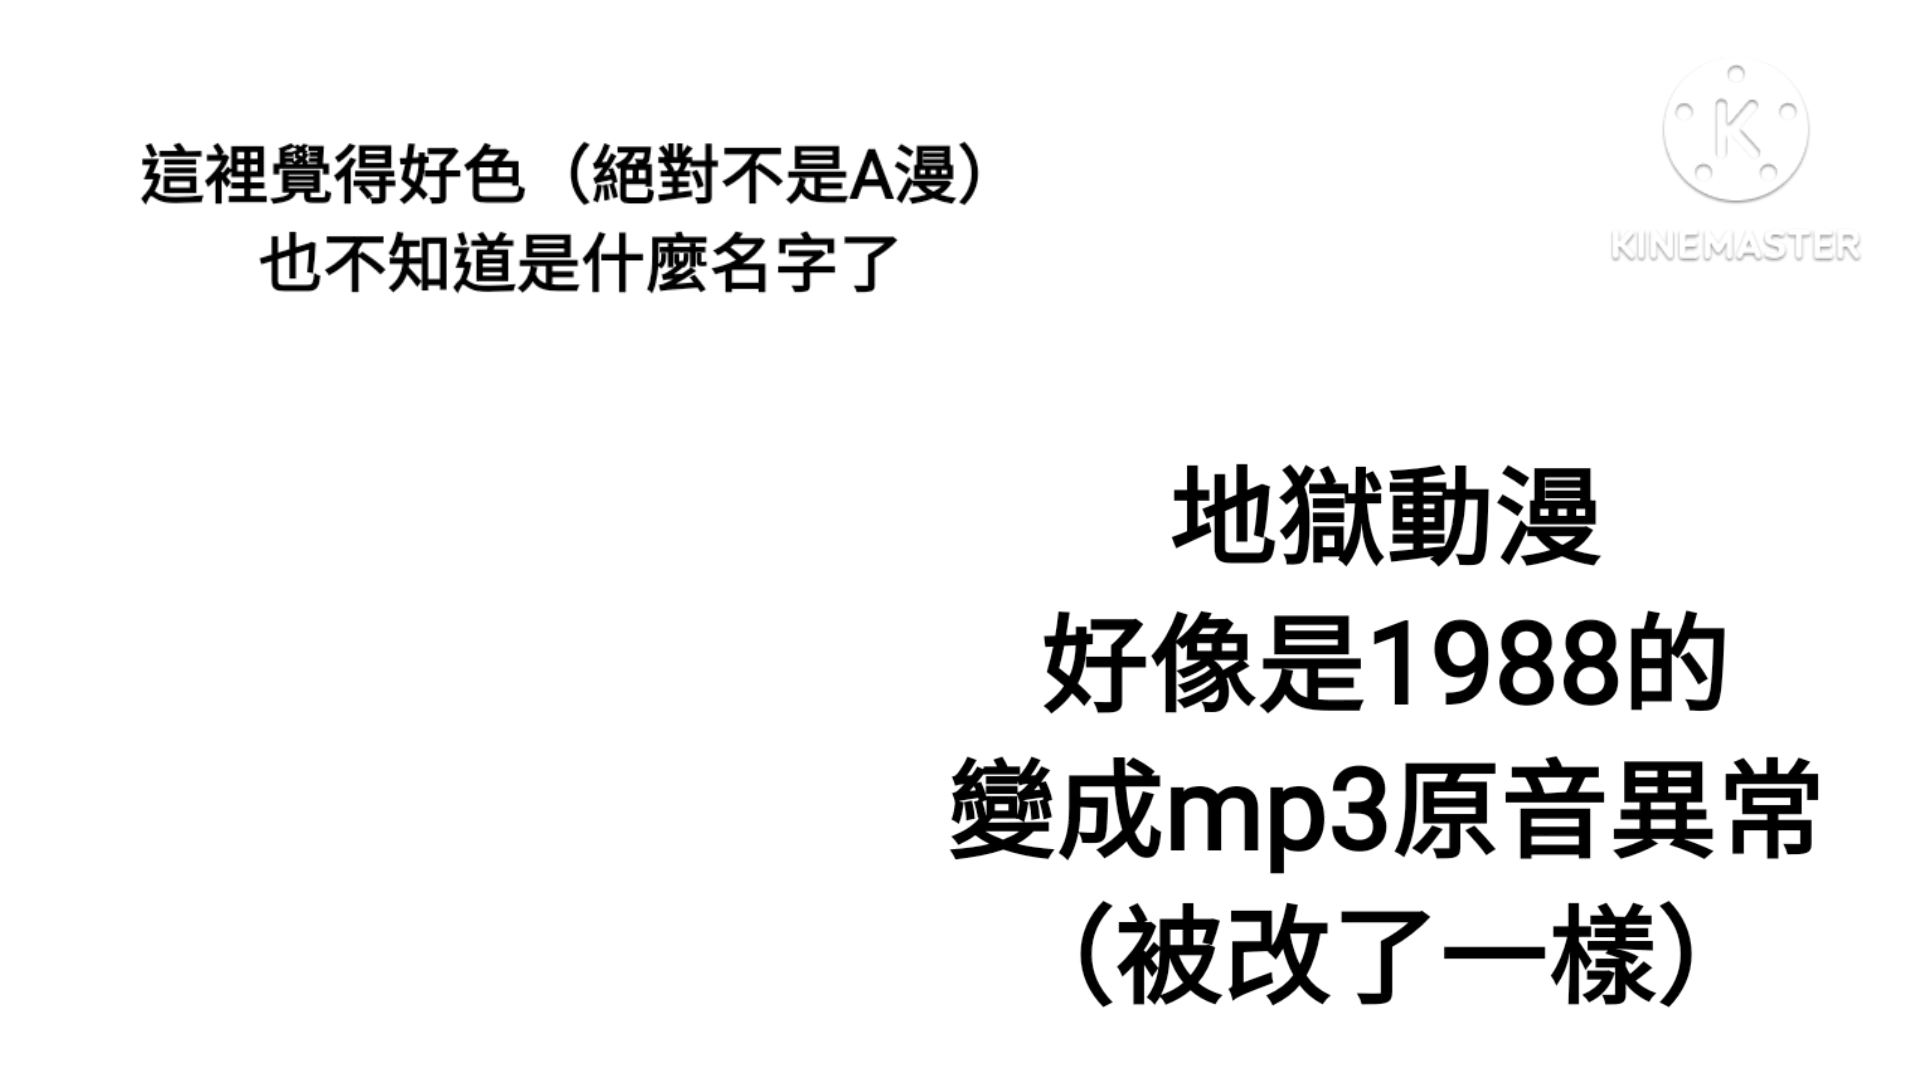 這裡覺得好色（絕對不是A漫）
也不知道是什麼名字了
KINEMASTER
地獄動漫
好像是1988的
變成mp3原音異常
（被改了一樣）